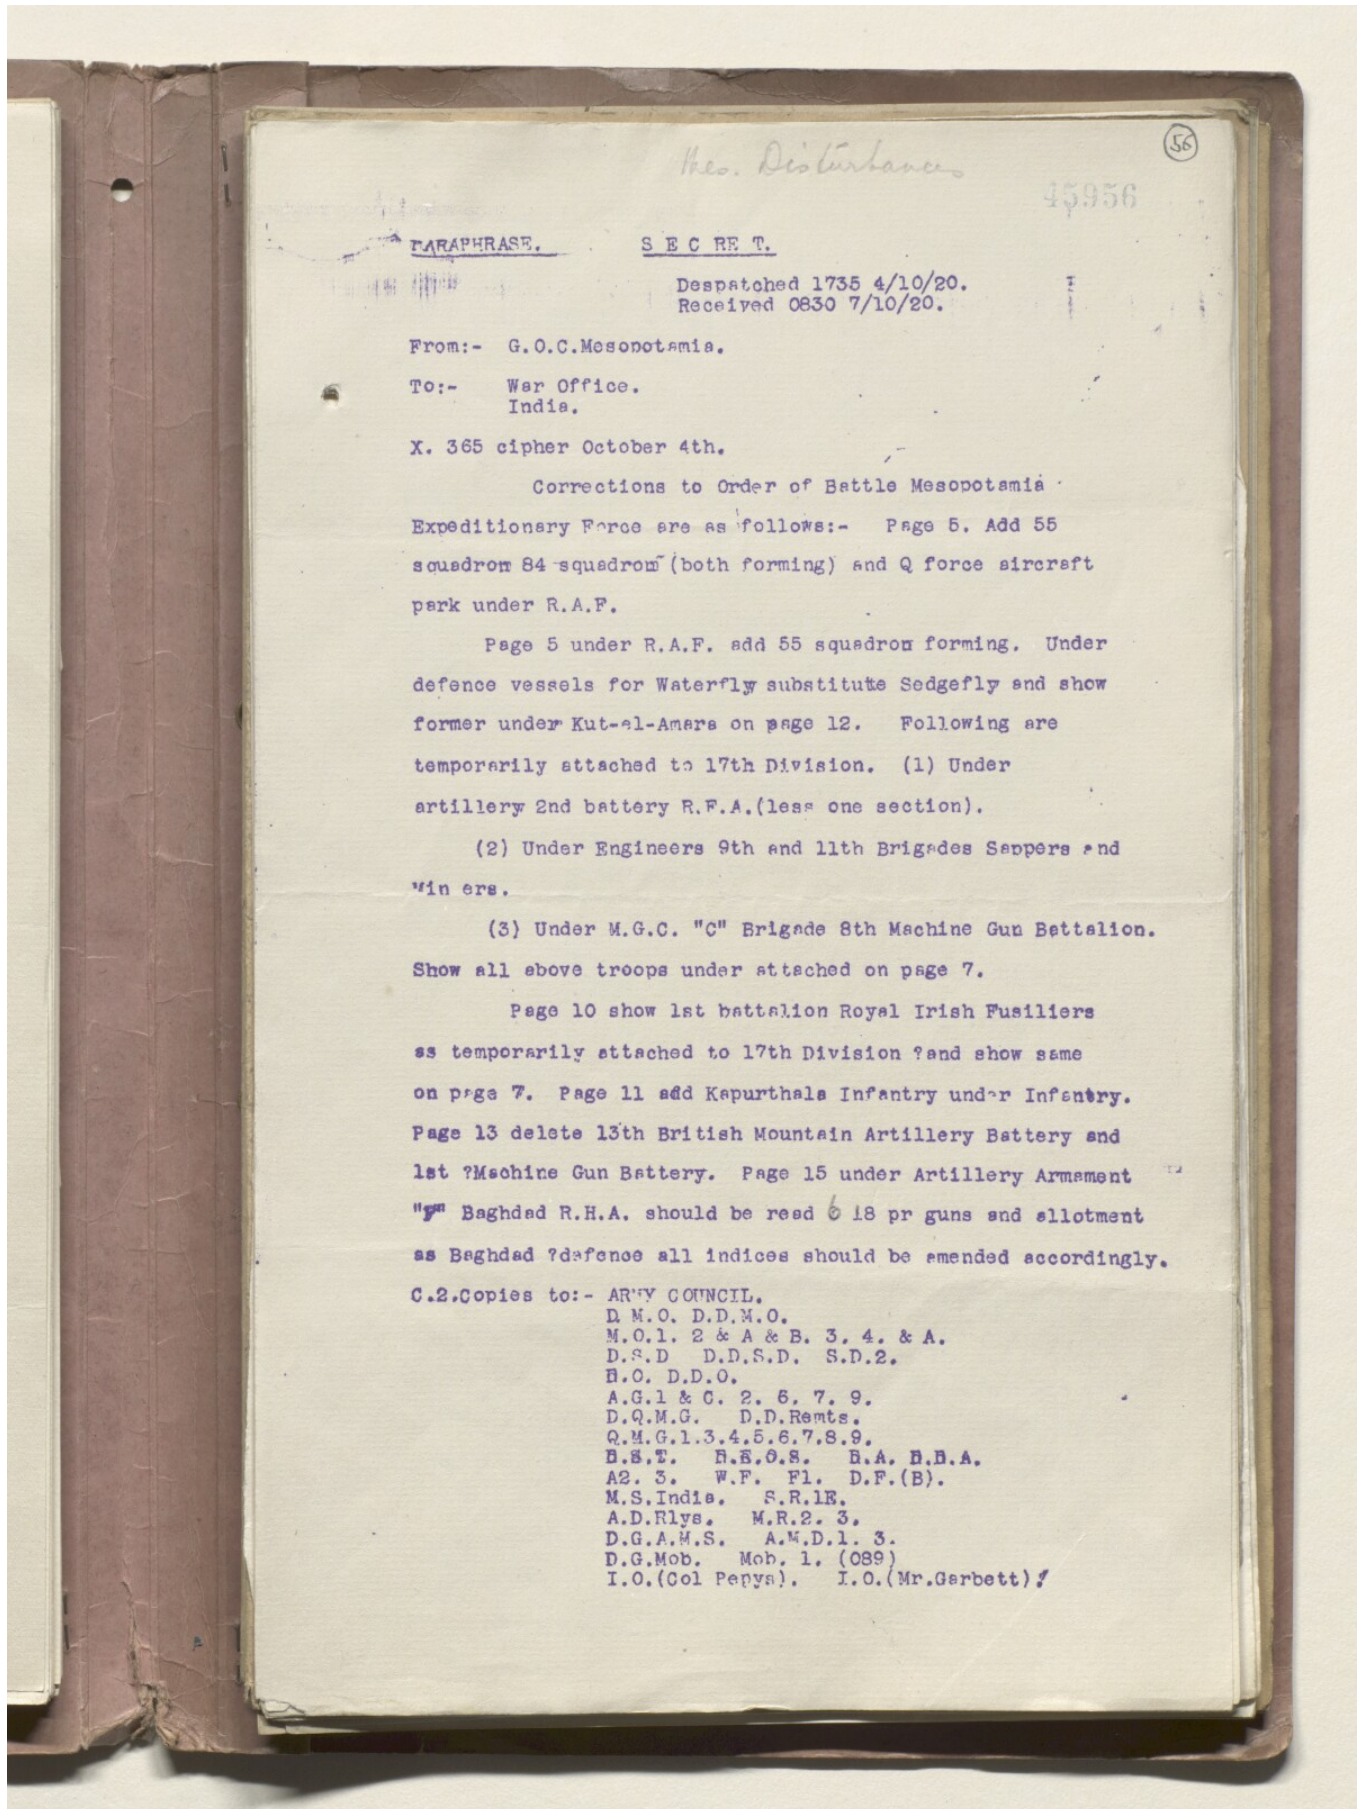 56
Mes. Disturbances
45956
PARAPHRASE. S E C RE T.
Despatched 1735 4/10/20.
Received 0830 7/10/20.
From:- G.O.C.Mesopotamia.
To:- War Office.
India.
X. 365 cipher October 4th.
Corrections to Order of Battle Mesopotamia
Expeditionary Force are as follows:- Page 5. Add 55
squadron 84 squadron (both forming) and Q force aircraft
park under R.A.F.
Page 5 under R.A.F. add 55 squadron forming. Under
defence vessels for Waterfly substitutte Sedgefly and show
former under Kut-el-Amara on page 12. Following are
temporarily attached to 17th Division. (1) Under
artillery 2nd battery R.F.A.(less one section).
(2) Under Engineers 9th and 11th Brigades Sappers and
Min ers.
(3) Under M.G.C. "C" Brigade 8th Machine Gun Battalion.
Show all above troops under attached on page 7.
Page 10 show 1st battalion Royal Irish Fusiliers
as temporarily attached to 17th Division ?and show same
on page 7. Page 11 add Kapurthala Infantry under Infantry.
Page 13 delete 13th British Mountain Artillery Battery and
1st ?Machine Gun Battery. Page 15 under Artillery Armament
"F" Baghdad R.H.A. should be read 6 18 pr guns and allotment
as Baghdad ?defence all indices should be amended accordingly.
C.2.Copies to:- ARMY COUNCIL.
D M.O. D.D.M.O.
M.O.1. 2 & A & B. 3. 4. & A.
D.S.D D.D.S.D. S.D.2.
D.O. D.D.O.
A.G.1 & C. 2. 6. 7. 9.
D.Q.M.G. D.D.Remts.
Q.M.G.1.3.4.5.6.7.8.9.
D.S.T. D.E.O.S. D.A. D.D.A.
A2. 3. W.F. F1. D.F.(B).
M.S.India. S.R.1E.
A.D.Rlys. M.R.2. 3.
D.G.A.M.S. A.M.D.1. 3.
D.G.Mob. Mob. 1. (089)
I.O.(Col Pepys). I.O.(Mr.Garbett)!